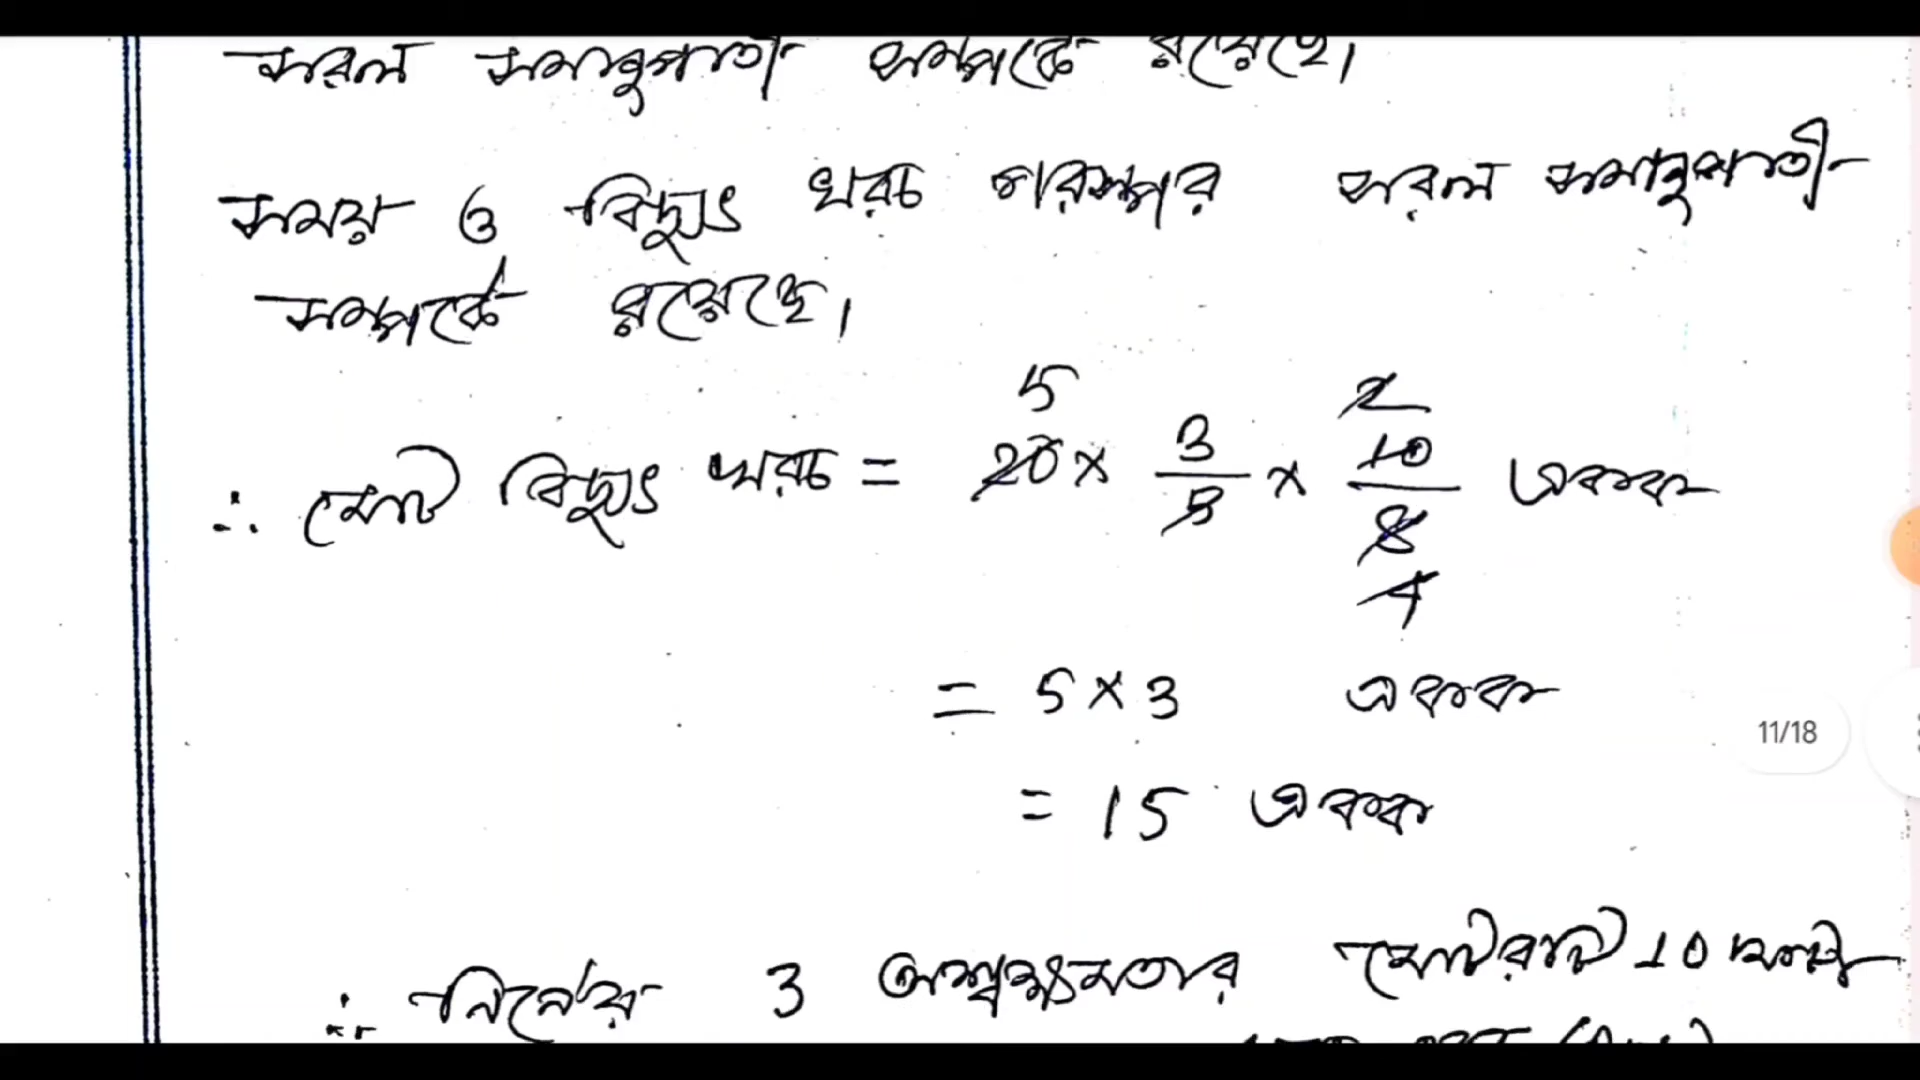 সরল সমানুপাতী সম্পর্কে রয়েছে।
সময় ও বিদ্যুৎ খরচ পরস্পর সরল সমানুপাতী
সম্পর্কে রয়েছে।
5 2
∴ মোট বিদ্যুৎ খরচ = 20 × 3/5 × 10/8 একক
4
= 5 × 3 একক
11/18
= 15 একক
∴ নির্ণেয় 3 অশ্বক্ষমতার মোটরটি 10 ঘন্টা